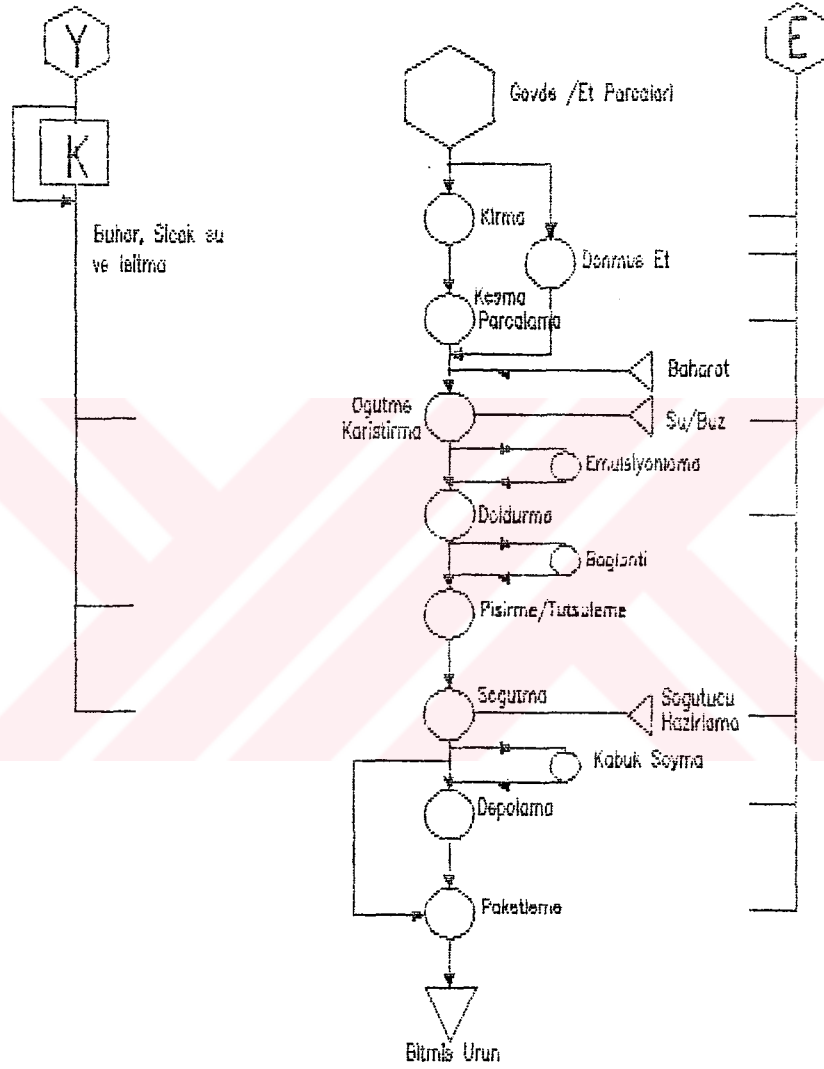 Y
E
Govde /Et Parcalari
K
Kirma
Buhar, Sicak su
ve Isitma
Donmus Et
Kesma
Parcalama
Baharat
Ogutme
Karistirma
Su/Buz
Emulsiyonlama
Doldurma
Baglanti
Pisirme/Tutsuleme
Sogutma
Sogutucu
Hazirlama
Kabuk Soyma
Depolama
Paketleme
Bitmis Urun